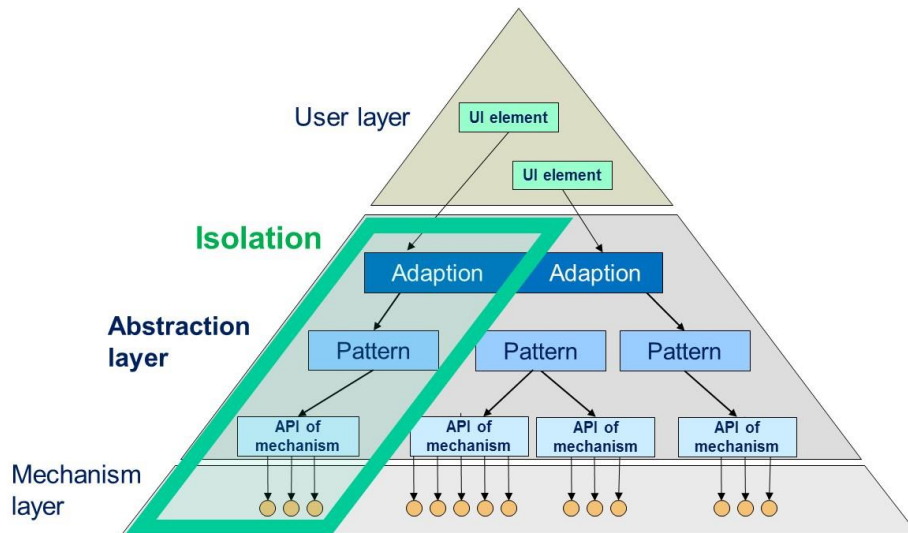 User layer
UI element
UI element
Isolation
Adaption
Adaption
Abstraction
layer
Pattern
Pattern
Pattern
API of
mechanism
API of
mechanism
API of
mechanism
API of
mechanism
Mechanism
layer